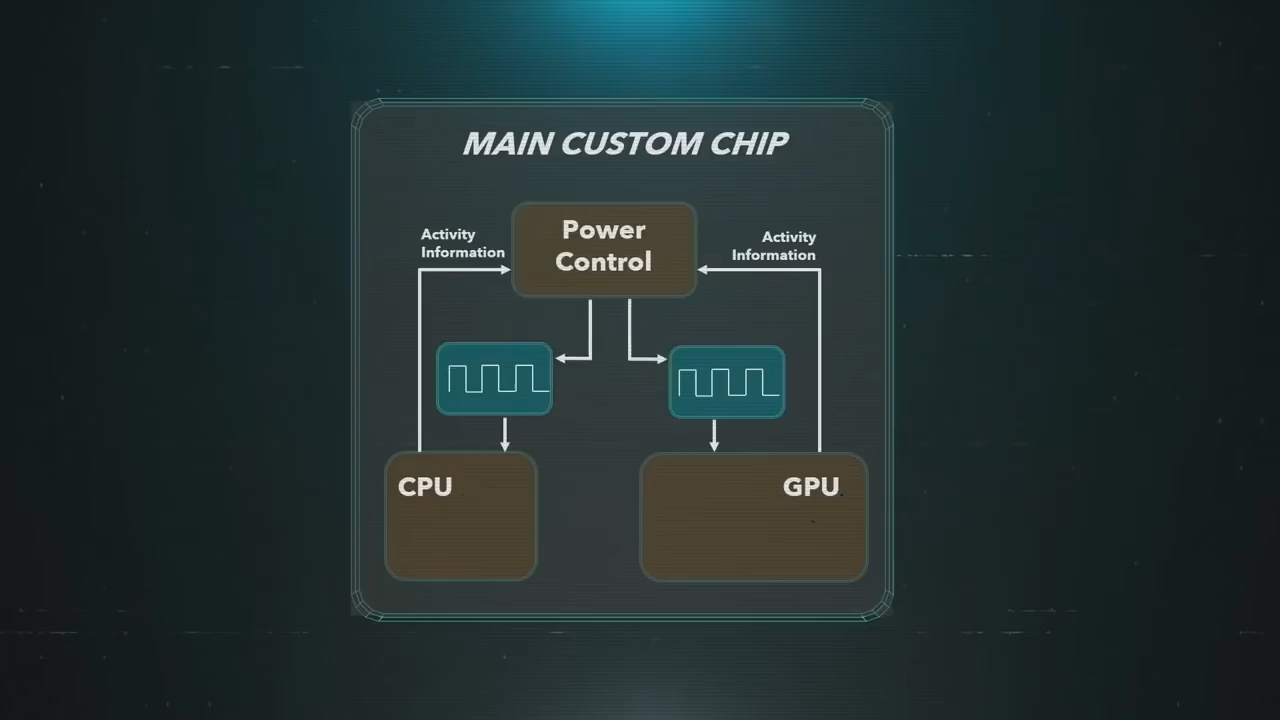 MAIN CUSTOM CHIP
Power
Control
Activity
Information
Activity
Information
CPU
GPU